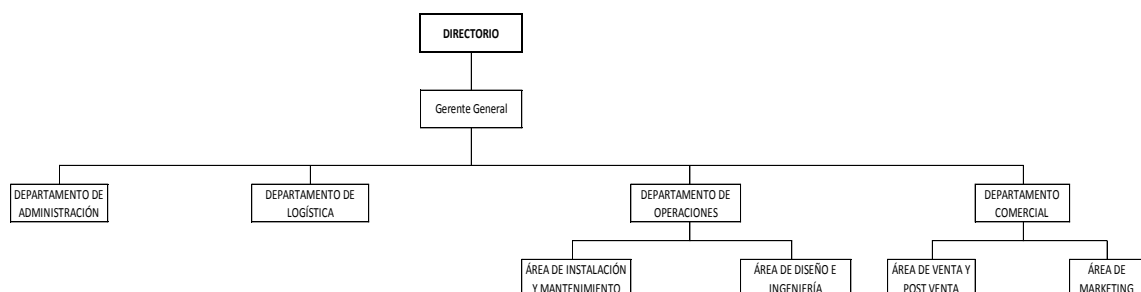 DIRECTORIO
Gerente General
DEPARTAMENTO DE
ADMINISTRACIÓN
DEPARTAMENTO DE
LOGÍSTICA
DEPARTAMENTO DE
OPERACIONES
DEPARTAMENTO
COMERCIAL
ÁREA DE INSTALACIÓN
Y MANTENIMIENTO
ÁREA DE DISEÑO E
INGENIERÍA
ÁREA DE VENTA Y
POST VENTA
ÁREA DE
MARKETING